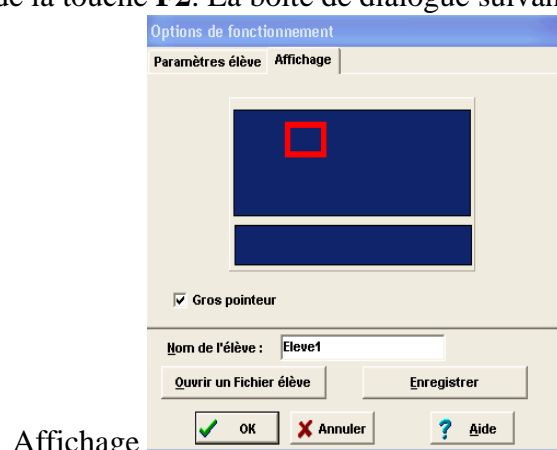 de la touche F2. La boîte de dialogue suivan
Options de fonctionnement
Paramètres élève Affichage
Gros pointeur
Nom de l'élève : Eleve1
Ouvrir un Fichier élève Enregistrer
OK Annuler ? Aide
Affichage